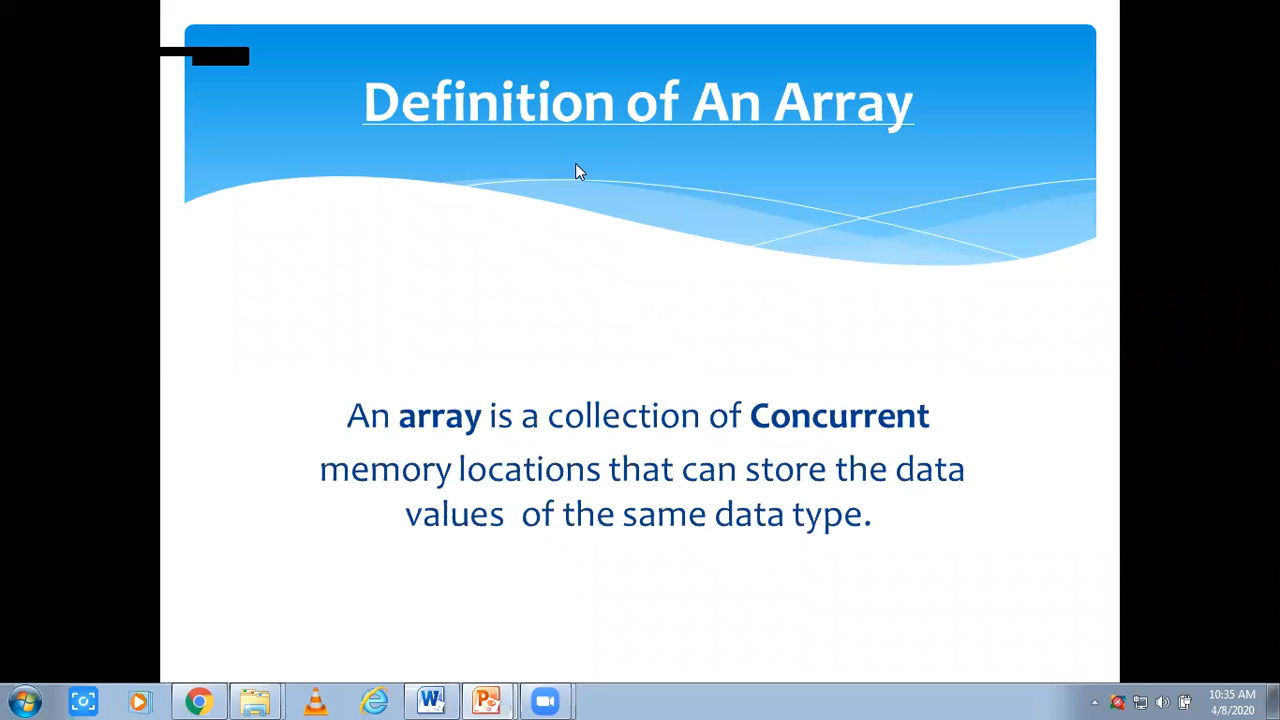 Definition of An Array
An array is a collection of Concurrent
memory locations that can store the data
values of the same data type.
10:35 AM
4/8/2020